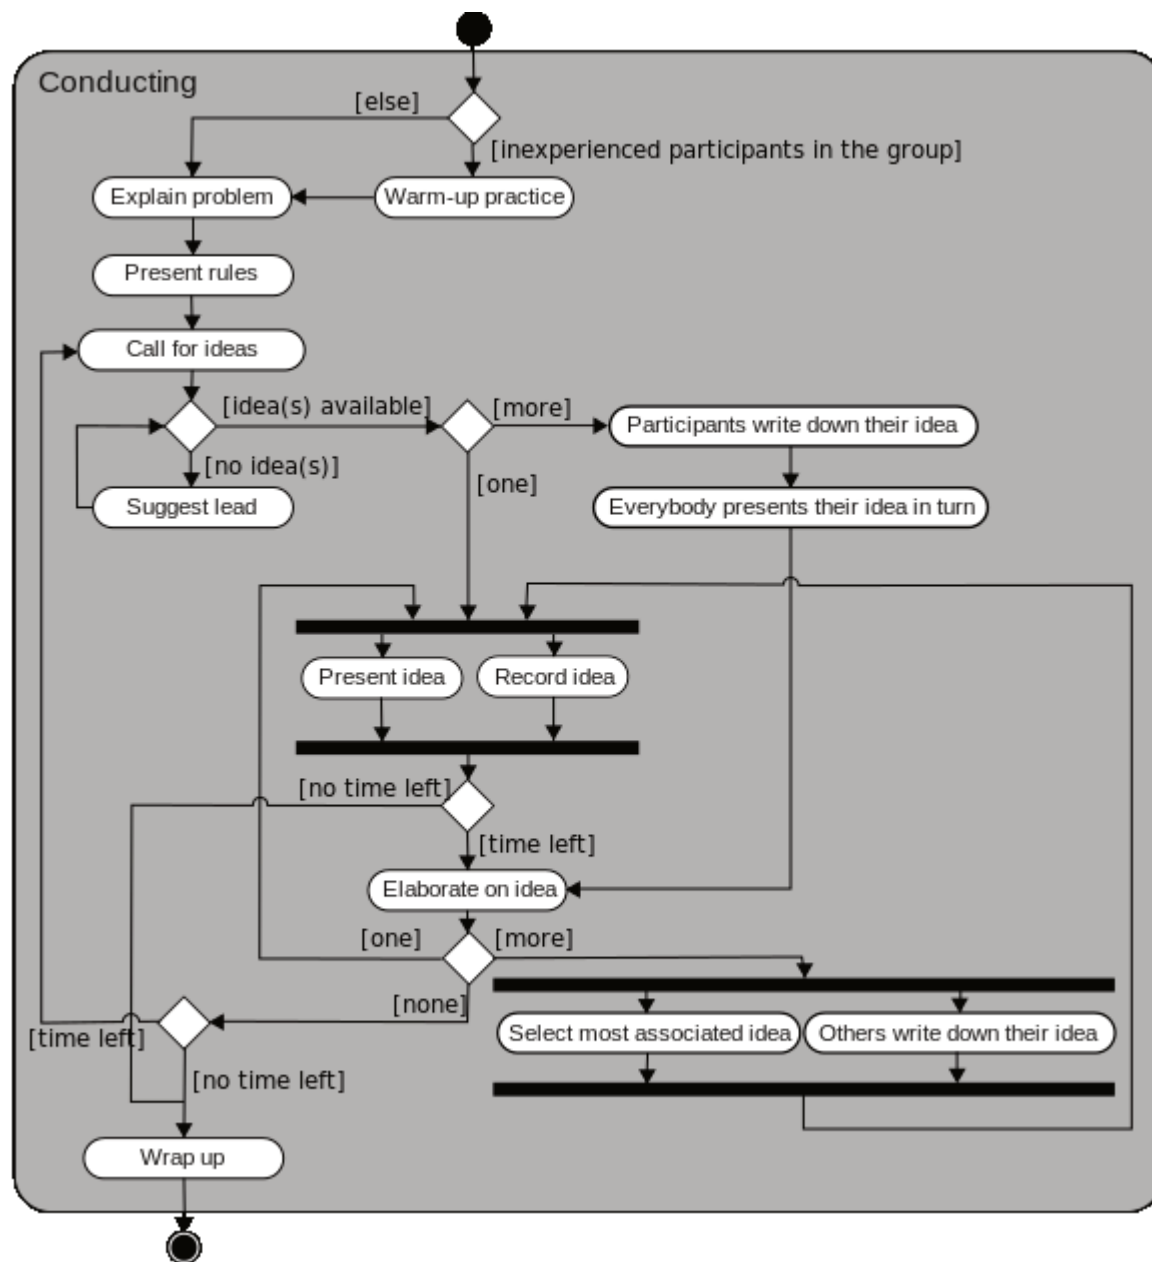 Conducting
[else]
[inexperienced participants in the group]
Explain problem
Warm-up practice
Present rules
Call for ideas
[idea(s) available]
[more]
Participants write down their idea
[no idea(s)]
[one]
Suggest lead
Everybody presents their idea in turn
Present idea
Record idea
[no time left]
[time left]
Elaborate on idea
[one]
[more]
[none]
[time left]
Select most associated idea
Others write down their idea
[no time left]
Wrap up